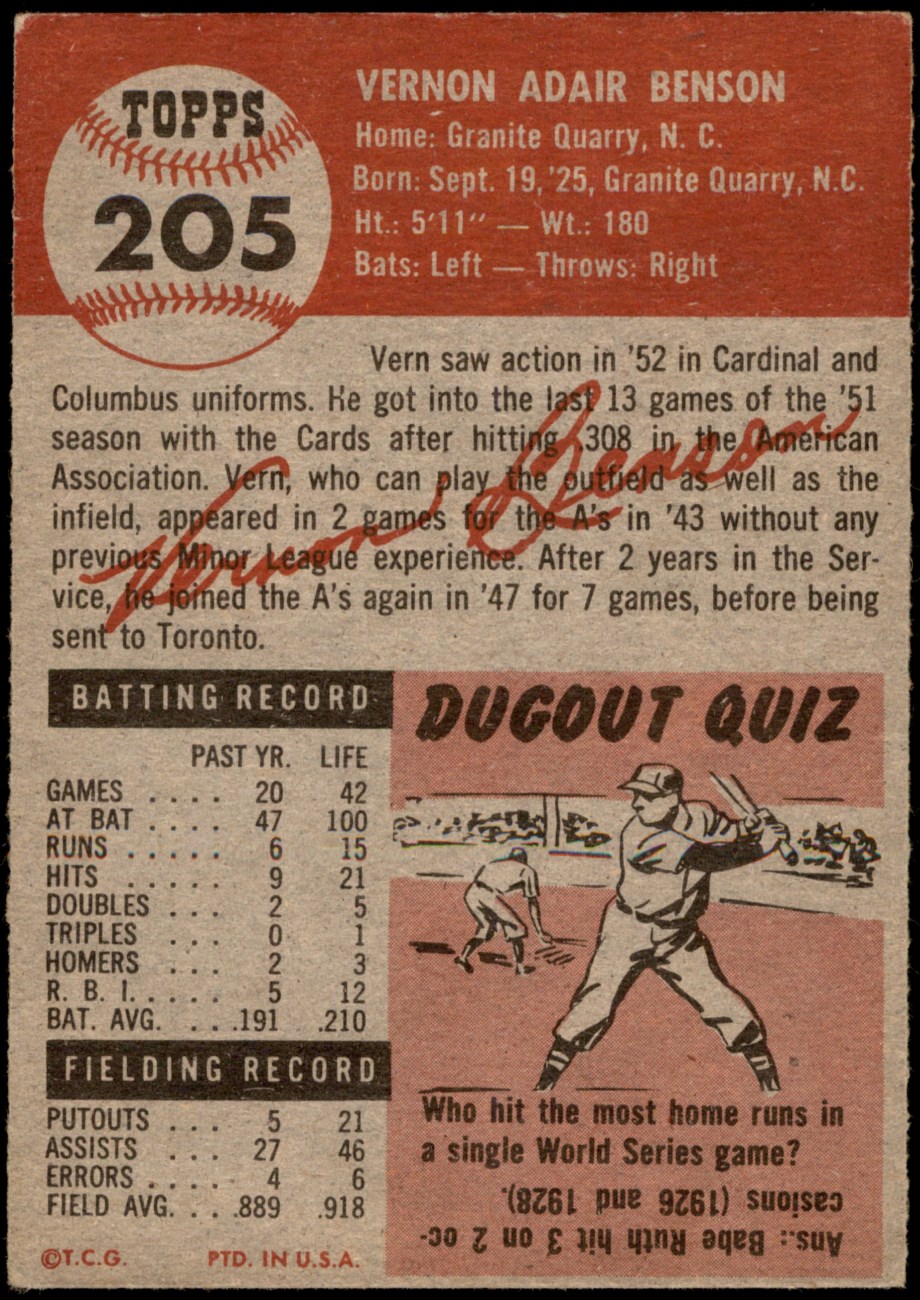 TOPPS
205
VERNON ADAIR BENSON
Home: Granite Quarry, N. C.
Born: Sept. 19, '25, Granite Quarry, N.C.
Ht.: 5'11" — Wt.: 180
Bats: Left — Throws: Right
Vern saw action in '52 in Cardinal and
Columbus uniforms. He got into the last 13 games of the '51
season with the Cards after hitting .308 in the American
Association. Vern, who can play the outfield as well as the
infield, appeared in 2 games for the A's in '43 without any
previous Minor League experience. After 2 years in the Ser-
vice, he joined the A's again in '47 for 7 games, before being
sent to Toronto.
Vernon Benson
BATTING RECORD
PAST YR. LIFE
GAMES . . . . 20 42
AT BAT . . . . 47 100
RUNS . . . . . 6 15
HITS . . . . . 9 21
DOUBLES . . . 2 5
TRIPLES . . . 0 1
HOMERS . . . 2 3
R. B. I. . . . . 5 12
BAT. AVG. . . .191 .210
FIELDING RECORD
PUTOUTS . . . 5 21
ASSISTS . . . 27 46
ERRORS . . . . 4 6
FIELD AVG. . . .889 .918
DUGOUT QUIZ
Who hit the most home runs in
a single World Series game?
Ans.: Babe Ruth hit 3 on 2 oc-
casions (1926 and 1928).
©T.C.G. PTD. IN U.S.A.